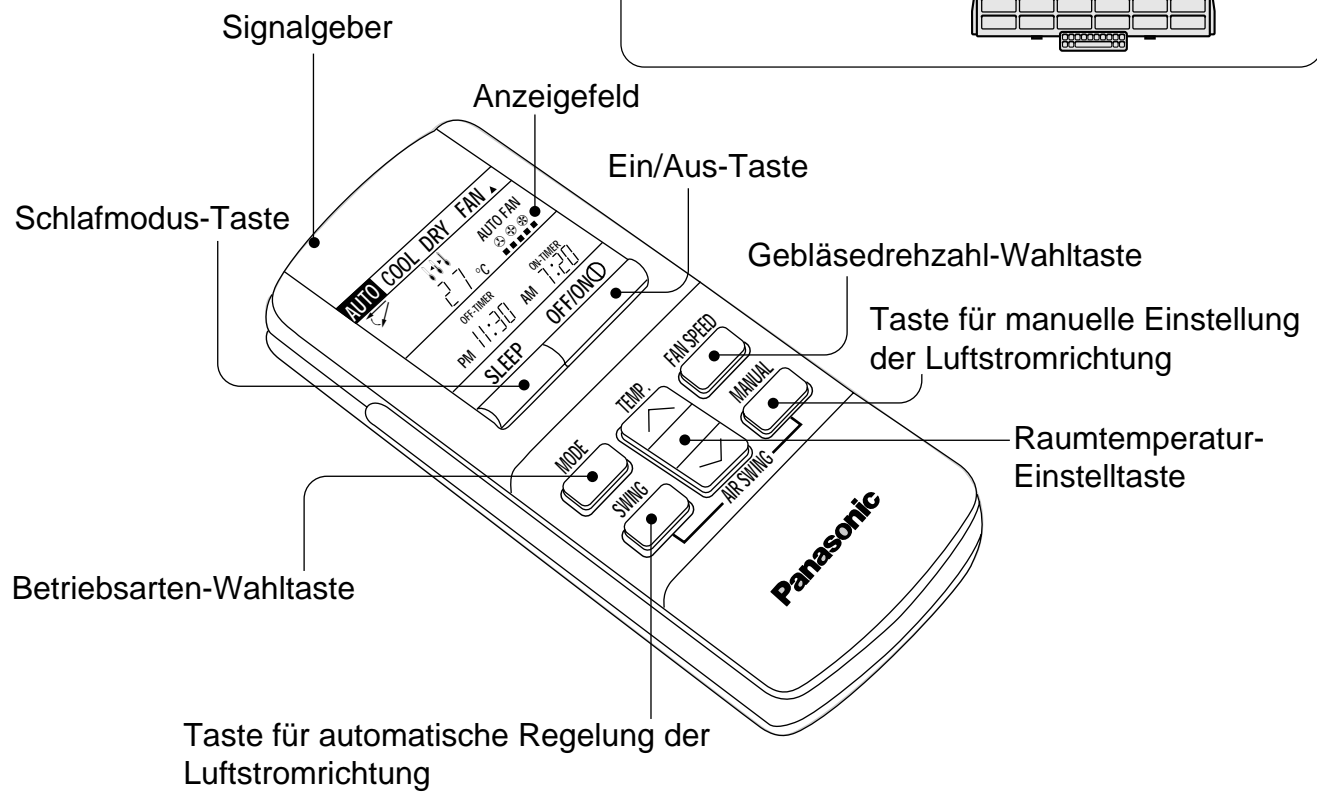 Signalgeber
Anzeigefeld
Ein/Aus-Taste
Schlafmodus-Taste
Gebläsedrehzahl-Wahltaste
Taste für manuelle Einstellung
der Luftstromrichtung
Raumtemperatur-
Einstelltaste
Betriebsarten-Wahltaste
Taste für automatische Regelung der
Luftstromrichtung
AUTO COOL DRY FAN
AUTO FAN
27 °C
OFF-TIMER
ON-TIMER
PM 11:30 AM 7:20
SLEEP
OFF/ON
FAN SPEED
TEMP.
MANUAL
MODE
SWING
AIR SWING
Panasonic